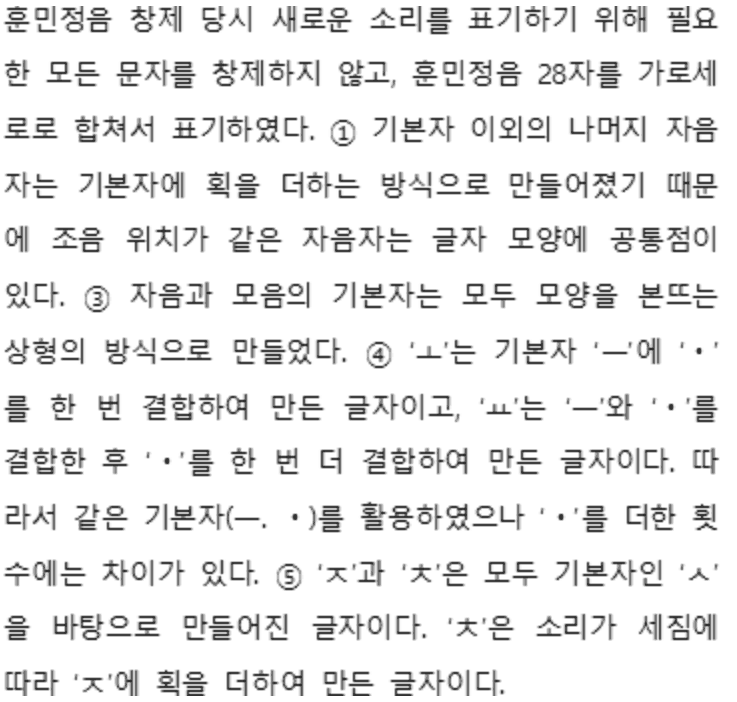 훈민정음 창제 당시 새로운 소리를 표기하기 위해 필요
한 모든 문자를 창제하지 않고, 훈민정음 28자를 가로세
로로 합쳐서 표기하였다. ① 기본자 이외의 나머지 자음
자는 기본자에 획을 더하는 방식으로 만들어졌기 때문
에 조음 위치가 같은 자음자는 글자 모양에 공통점이
있다. ③ 자음과 모음의 기본자는 모두 모양을 본뜨는
상형의 방식으로 만들었다. ④ 'ㅗ'는 기본자 'ㅡ'에 'ㆍ'
를 한 번 결합하여 만든 글자이고, 'ㅛ'는 'ㅡ'와 'ㆍ'를
결합한 후 'ㆍ'를 한 번 더 결합하여 만든 글자이다. 따
라서 같은 기본자(ㅡ. ㆍ)를 활용하였으나 'ㆍ'를 더한 횟
수에는 차이가 있다. ⑤ 'ㅈ'과 'ㅊ'은 모두 기본자인 'ㅅ'
을 바탕으로 만들어진 글자이다. 'ㅊ'은 소리가 세짐에
따라 'ㅈ'에 획을 더하여 만든 글자이다.